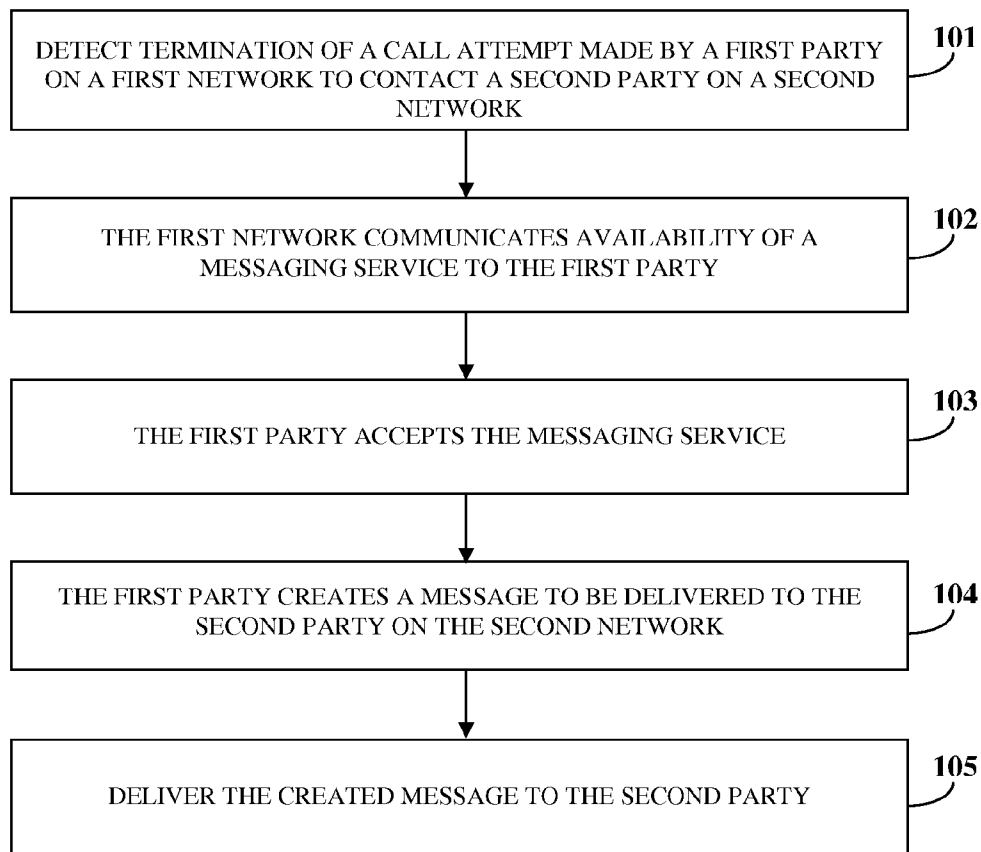 DETECT TERMINATION OF A CALL ATTEMPT MADE BY A FIRST PARTY
ON A FIRST NETWORK TO CONTACT A SECOND PARTY ON A SECOND
NETWORK
101
THE FIRST NETWORK COMMUNICATES AVAILABILITY OF A
MESSAGING SERVICE TO THE FIRST PARTY
102
THE FIRST PARTY ACCEPTS THE MESSAGING SERVICE
103
THE FIRST PARTY CREATES A MESSAGE TO BE DELIVERED TO THE
SECOND PARTY ON THE SECOND NETWORK
104
DELIVER THE CREATED MESSAGE TO THE SECOND PARTY
105